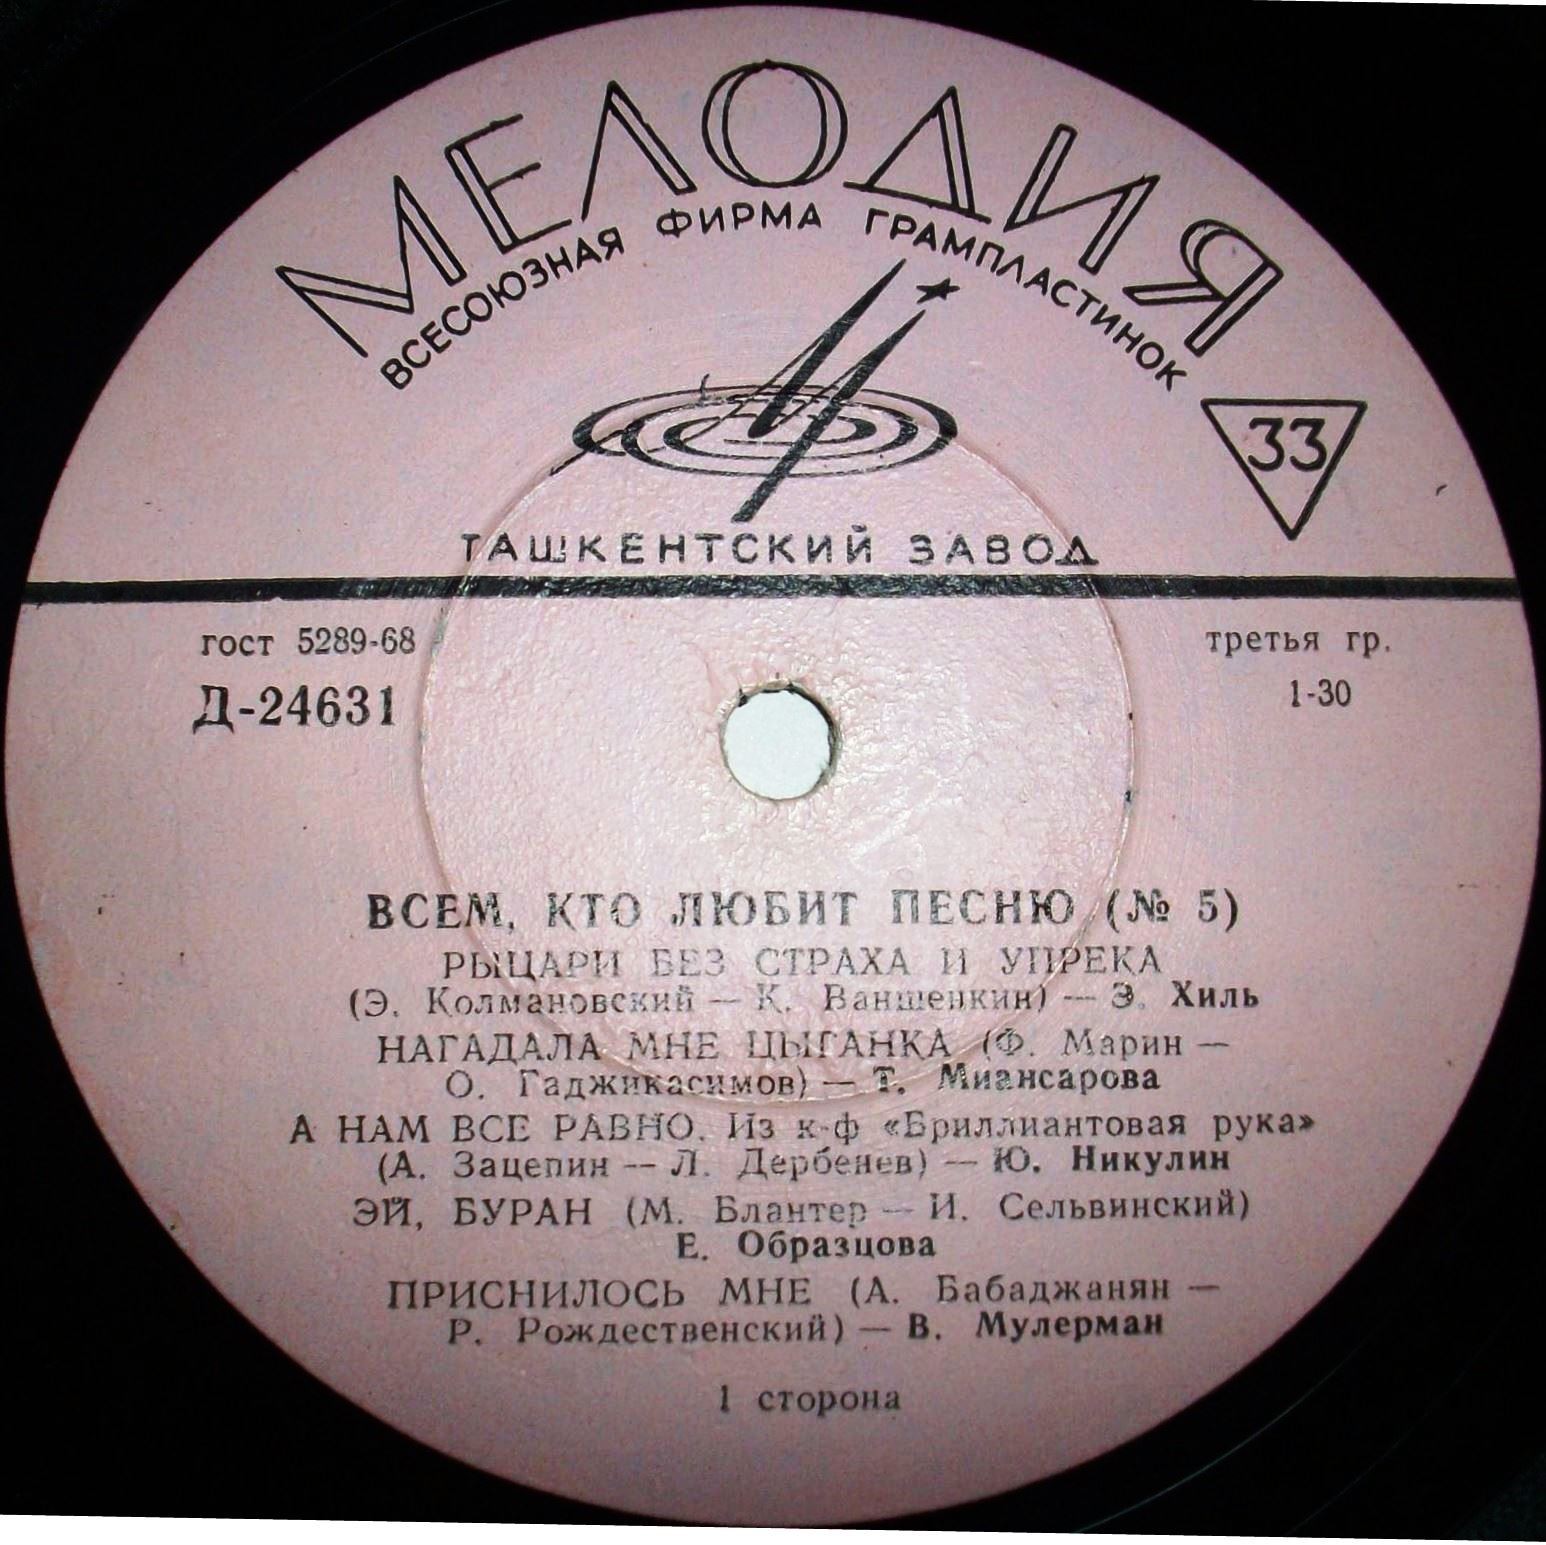 МЕЛОДИЯ
ВСЕСОЮЗНАЯ ФИРМА ГРАМПЛАСТИНОК
33
ТАШКЕНТСКИЙ ЗАВОД
гост 5289-68
третья гр.
Д-24631
1-30
ВСЕМ, КТО ЛЮБИТ ПЕСНЮ (№ 5)
РЫЦАРИ БЕЗ СТРАХА И УПРЕКА
(Э. Колмановский — К. Ваншенкин) — Э. Хиль
НАГАДАЛА МНЕ ЦЫГАНКА (Ф. Марин —
О. Гаджикасимов) — Т. Миансарова
А НАМ ВСЕ РАВНО. Из к-ф «Бриллиантовая рука»
(А. Зацепин — Л. Дербенев) — Ю. Никулин
ЭЙ, БУРАН (М. Блантер — И. Сельвинский)
Е. Образцова
ПРИСНИЛОСЬ МНЕ (А. Бабаджанян —
Р. Рождественский) — В. Мулерман
1 сторона